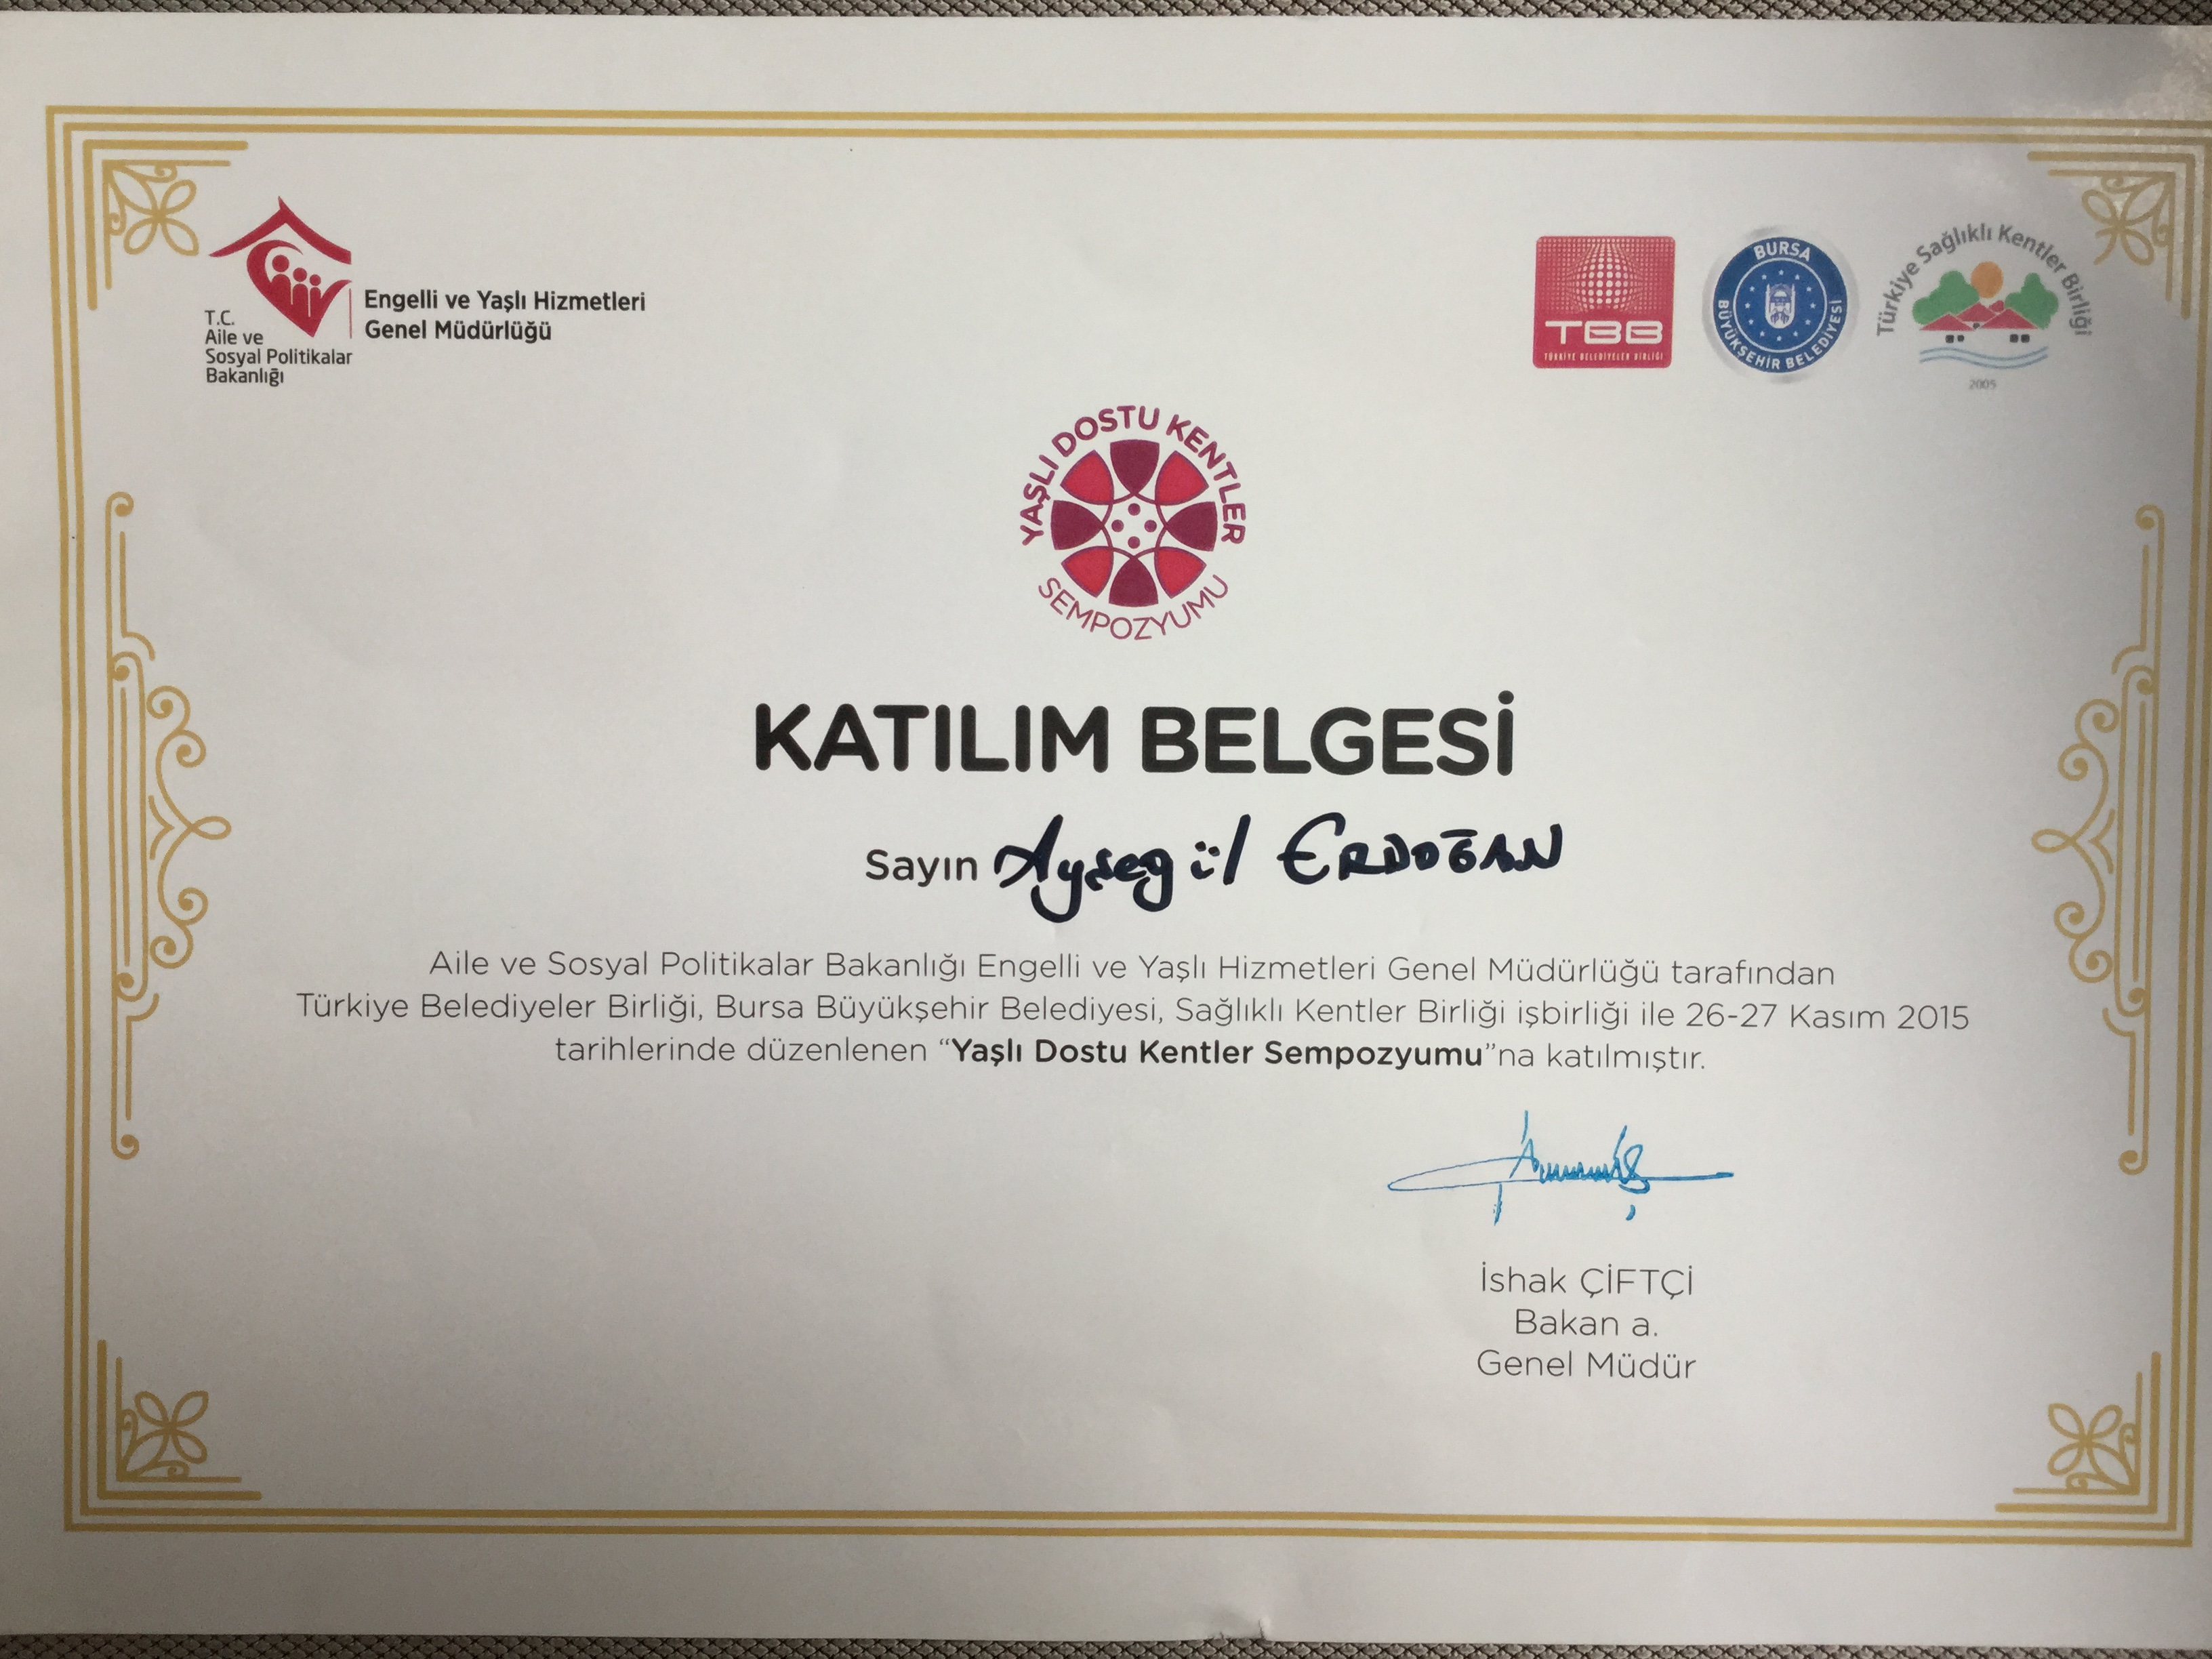 T.C.
Aile ve
Sosyal Politikalar
Bakanlığı
Engelli ve Yaşlı Hizmetleri
Genel Müdürlüğü
TBB
TÜRKİYE BELEDİYELER BİRLİĞİ
BURSA
BÜYÜKŞEHİR BELEDİYESİ
Türkiye Sağlıklı Kentler Birliği
2005
YAŞLI DOSTU KENTLER
SEMPOZYUMU
KATILIM BELGESİ
Sayın Ayşegül ERDOĞAN
Aile ve Sosyal Politikalar Bakanlığı Engelli ve Yaşlı Hizmetleri Genel Müdürlüğü tarafından
Türkiye Belediyeler Birliği, Bursa Büyükşehir Belediyesi, Sağlıklı Kentler Birliği işbirliği ile 26-27 Kasım 2015
tarihlerinde düzenlenen “Yaşlı Dostu Kentler Sempozyumu”na katılmıştır.
İshak ÇİFTÇİ
Bakan a.
Genel Müdür